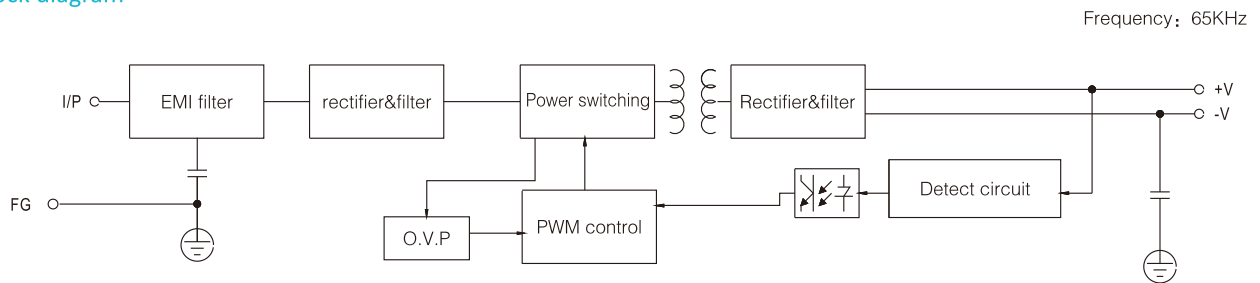 Frequency: 65KHz
I/P
EMI filter
rectifier&filter
Power switching
Rectifier&filter
+V
-V
FG
O.V.P
PWM control
Detect circuit